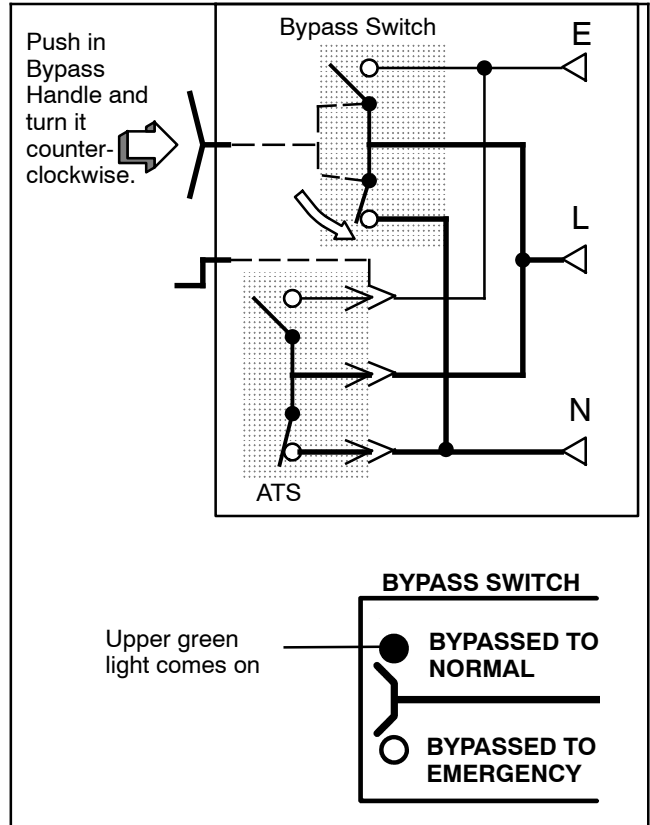 Bypass Switch
Push in
Bypass
Handle and
turn it
counter-
clockwise.
E
L
N
ATS
BYPASS SWITCH
Upper green
light comes on
BYPASSED TO
NORMAL
BYPASSED TO
EMERGENCY